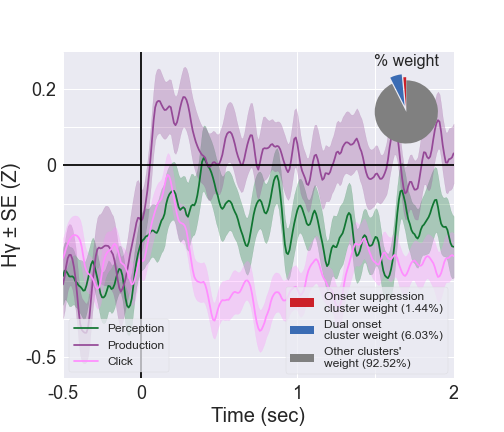 % weight
0.2
0
-0.5
Hγ ± SE (Z)
Perception
Production
Click
Onset suppression
cluster weight (1.44%)
Dual onset
cluster weight (6.03%)
Other clusters'
weight (92.52%)
-0.5
0
1
2
Time (sec)